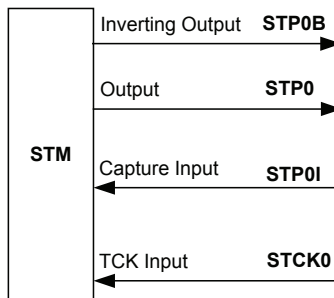 Inverting Output STP0B
Output STP0
STM
Capture Input STP0I
TCK Input STCK0